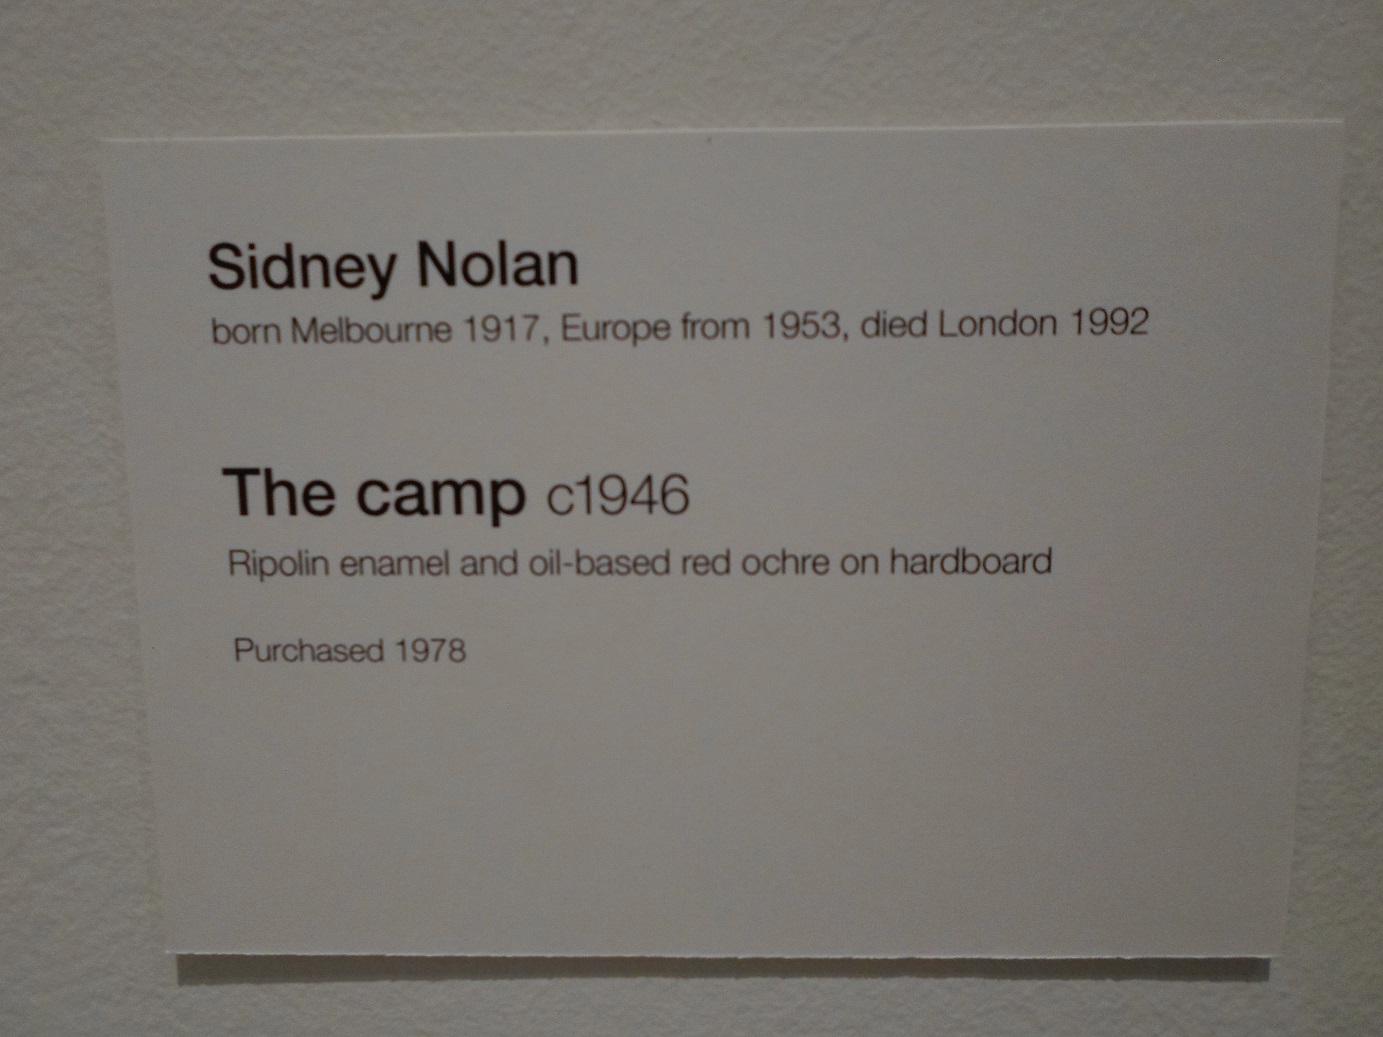 Sidney Nolan
born Melbourne 1917, Europe from 1953, died London 1992
The camp c1946
Ripolin enamel and oil-based red ochre on hardboard
Purchased 1978